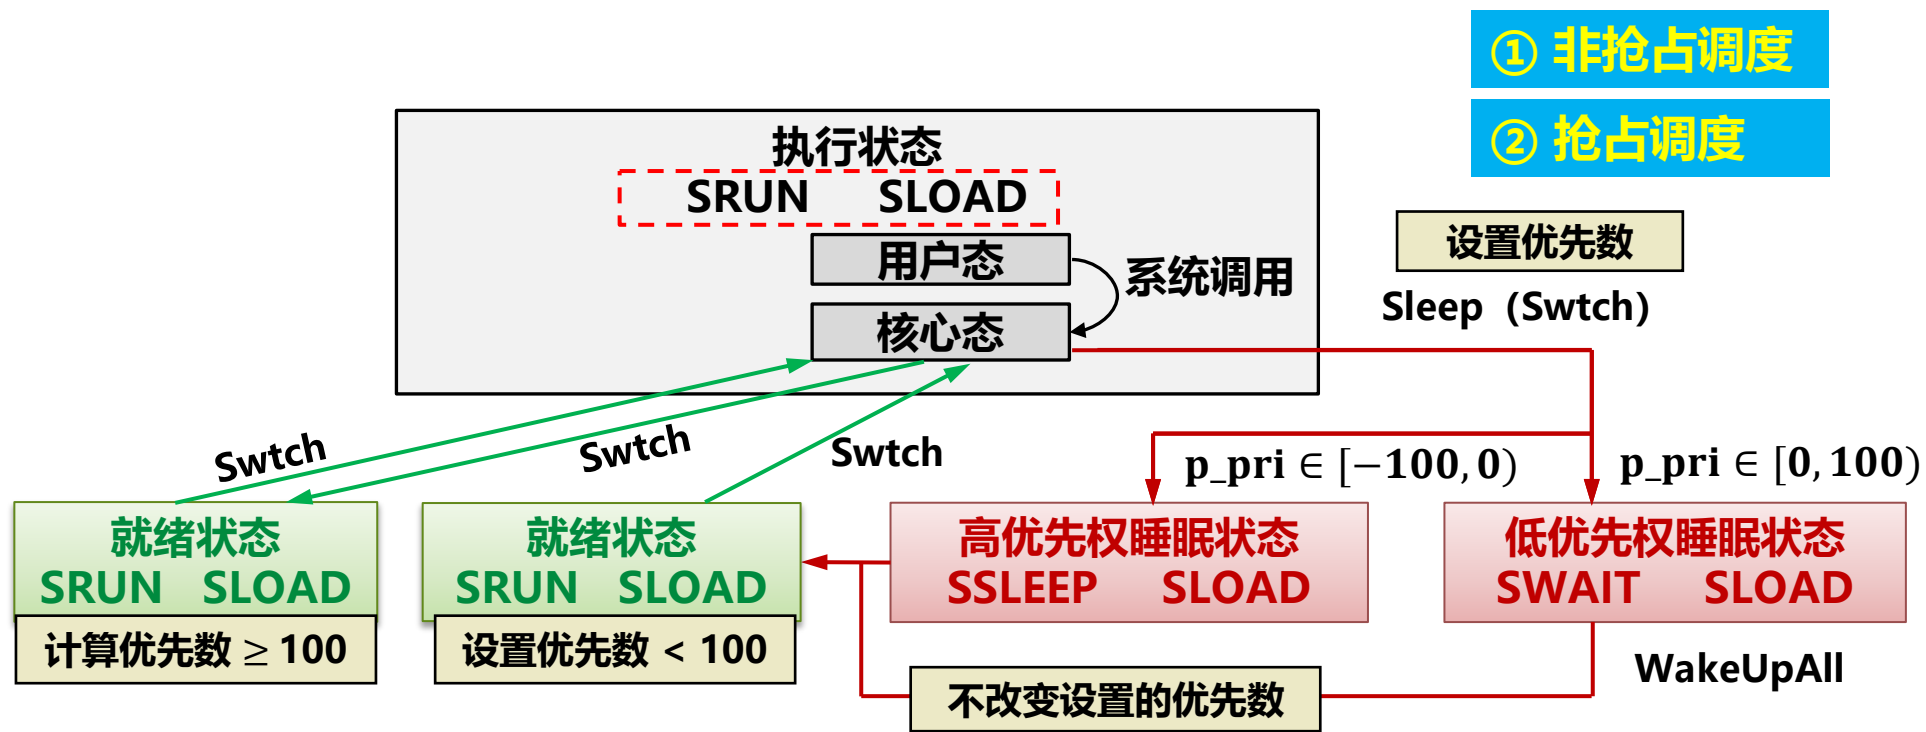 ① 非抢占调度
② 抢占调度
执行状态
SRUN SLOAD
用户态
核心态
系统调用
设置优先数
Sleep (Swtch)
Swtch
Swtch
Swtch
p_pri ∈ [−100, 0)
p_pri ∈ [0, 100)
就绪状态
SRUN SLOAD
计算优先数 ≥ 100
就绪状态
SRUN SLOAD
设置优先数 < 100
高优先权睡眠状态
SSLEEP SLOAD
低优先权睡眠状态
SWAIT SLOAD
不改变设置的优先数
WakeUpAll